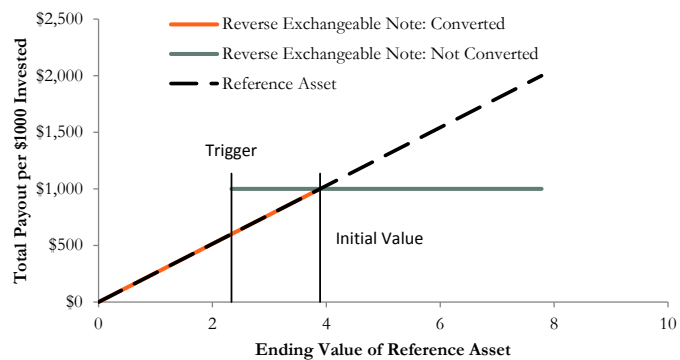 Total Payout per $1000 Invested
$2,500
$2,000
$1,500
$1,000
$500
$0
Reverse Exchangeable Note: Converted
Reverse Exchangeable Note: Not Converted
Reference Asset
Trigger
Initial Value
0
2
4
6
8
10
Ending Value of Reference Asset